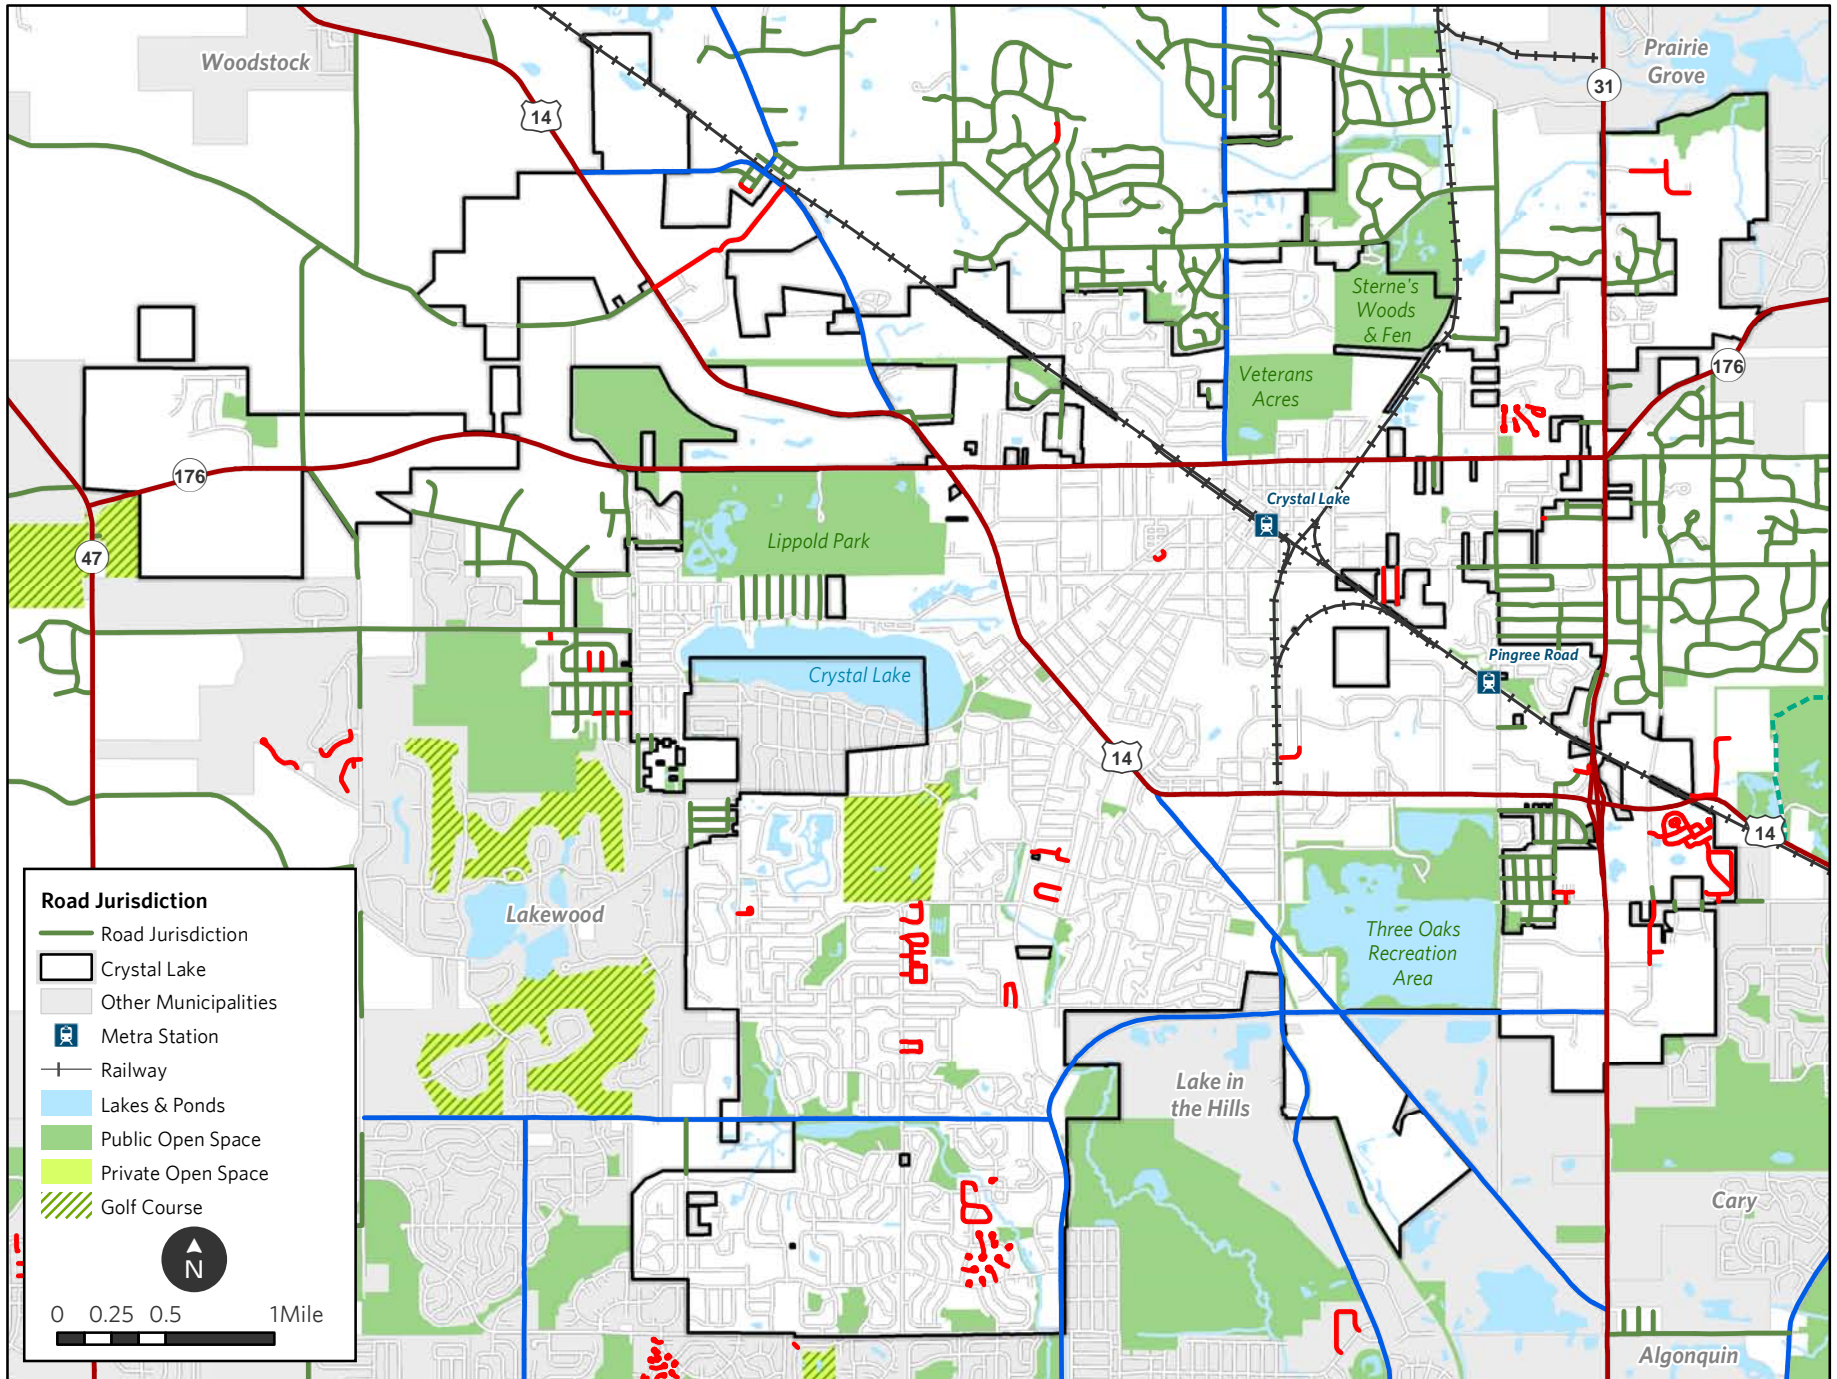 Woodstock
Prairie
Grove
14
31
Sterne's
Woods
& Fen
Veterans
Acres
176
176
Crystal Lake
47
Lippold Park
Pingree Road
Crystal Lake
14
14
Lakewood
Three Oaks
Recreation
Area
Lake in
the Hills
Cary
Algonquin
Road Jurisdiction
Road Jurisdiction
Crystal Lake
Other Municipalities
Metra Station
Railway
Lakes & Ponds
Public Open Space
Private Open Space
Golf Course
N
0 0.25 0.5 1Mile